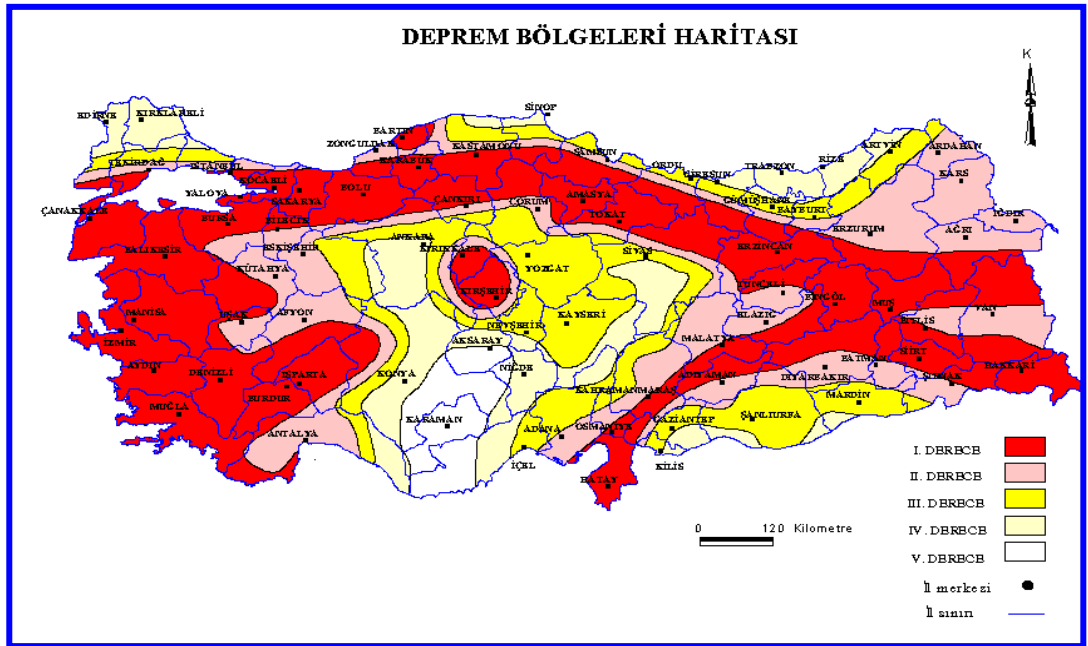 DEPREM BÖLGELERİ HARİTASI
K
SİNOP
EDİRNE
KIRKLARELİ
BARTIN
ZONGULDAK
KASTAMONU
KARABUK
SAMSUN
ORDU
GİRESUN
TRABZON
RİZE
ARTVİN
ARDAHAN
KARS
TEKİRDAĞ
İSTANBUL
KOCAELİ
YALOVA
SAKARYA
BOLU
ÇANKIRI
ÇORUM
AMASYA
TOKAT
GÜMÜŞHANE
BAYBURT
ERZURUM
IĞDIR
AĞRI
ÇANAKKALE
BURSA
BİLECİK
BALIKESİR
ESKİŞEHİR
KÜTAHYA
ANKARA
KIRIKKALE
YOZGAT
SİVAS
ERZİNCAN
TUNCELİ
BİNGÖL
MUŞ
KIRŞEHİR
MANİSA
UŞAK
AFYON
NEVŞEHİR
KAYSERİ
ELAZIĞ
BİTLİS
VAN
İZMİR
AKSARAY
MALATYA
AYDIN
DENİZLİ
ISPARTA
KONYA
NİĞDE
ADIYAMAN
BATMAN
SİİRT
HAKKARİ
DİYARBAKIR
ŞIRNAK
BURDUR
KAHRAMANMARAŞ
MARDİN
MUĞLA
KARAMAN
ŞANLIURFA
GAZİANTEP
ANTALYA
ADANA
OSMANİYE
İÇEL
KİLİS
HATAY
I. DERECE
II. DERECE
III. DERECE
IV. DERECE
V. DERECE
0 120 Kilometre
İl merkezi
İl sınırı